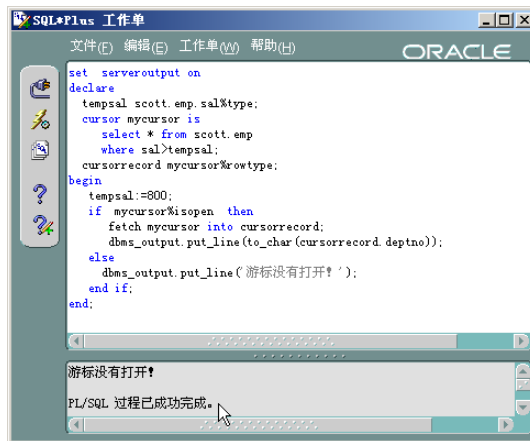 SQL*Plus 工作单
文件(F) 编辑(E) 工作单(W) 帮助(H)
ORACLE
set serveroutput on
declare
tempsal scott.emp.sal%type;
cursor mycursor is
select * from scott.emp
where sal>tempsal;
cursorrecord mycursor%rowtype;
begin
tempsal:=800;
if mycursor%isopen then
fetch mycursor into cursorrecord;
dbms_output.put_line(to_char(cursorrecord.deptno));
else
dbms_output.put_line('游标没有打开!');
end if;
end;
游标没有打开!
PL/SQL 过程已成功完成。